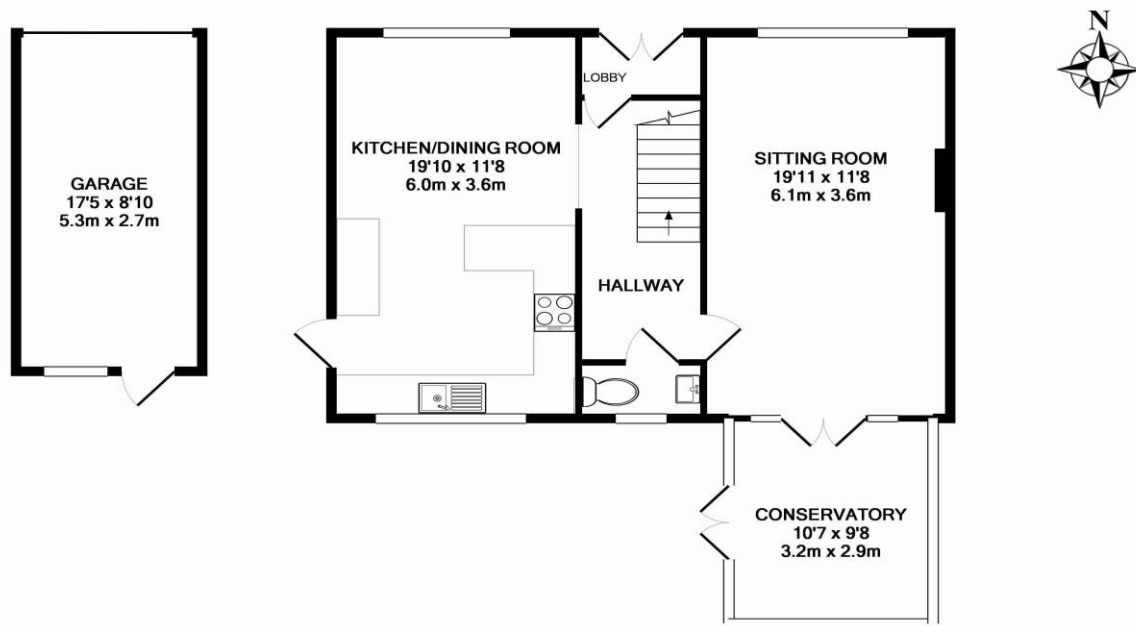 N
LOBBY
KITCHEN/DINING ROOM
19'10 x 11'8
6.0m x 3.6m
SITTING ROOM
19'11 x 11'8
6.1m x 3.6m
GARAGE
17'5 x 8'10
5.3m x 2.7m
HALLWAY
CONSERVATORY
10'7 x 9'8
3.2m x 2.9m